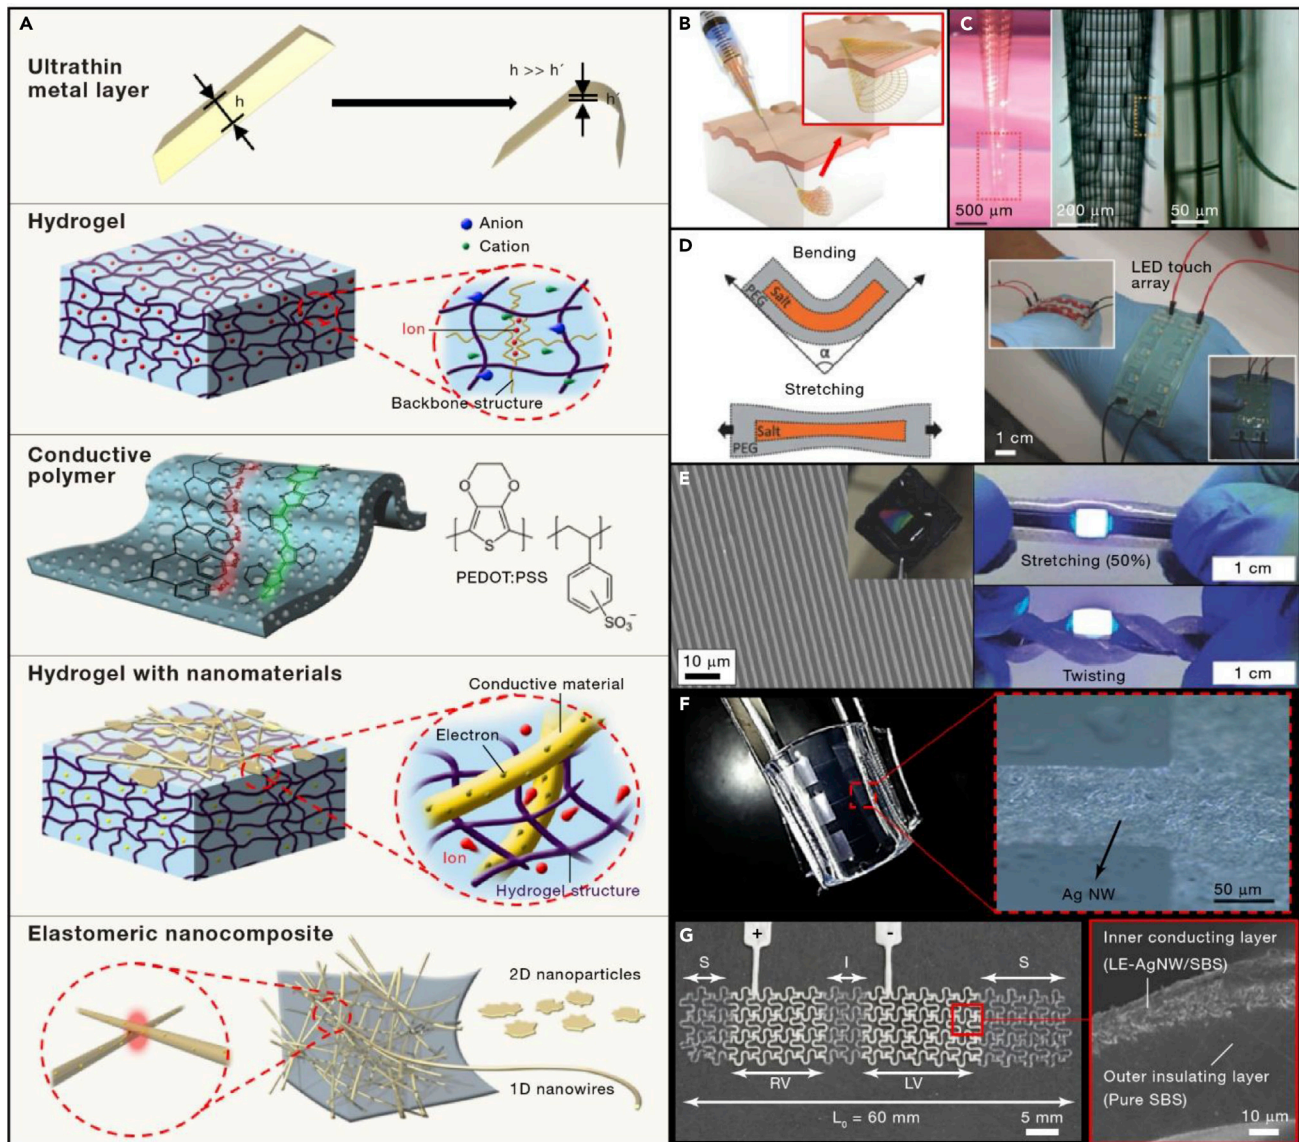 A
Ultrathin
metal layer
h
h >> h´
h´
Hydrogel
Anion
Cation
Ion
Backbone structure
Conductive
polymer
O
O
S
PEDOT:PSS
SO₃⁻
Hydrogel with nanomaterials
Conductive material
Electron
Ion
Hydrogel structure
Elastomeric nanocomposite
2D nanoparticles
1D nanowires
B
C
500 μm
200 μm
50 μm
D
Bending
PEG
Salt
α
Stretching
Salt
PEG
LED touch
array
1 cm
E
10 μm
Stretching (50%)
1 cm
Twisting
1 cm
F
Ag NW
50 μm
G
+
-
S
I
S
RV
LV
L₀ = 60 mm
5 mm
Inner conducting layer
(LE-AgNW/SBS)
Outer insulating layer
(Pure SBS)
10 μm